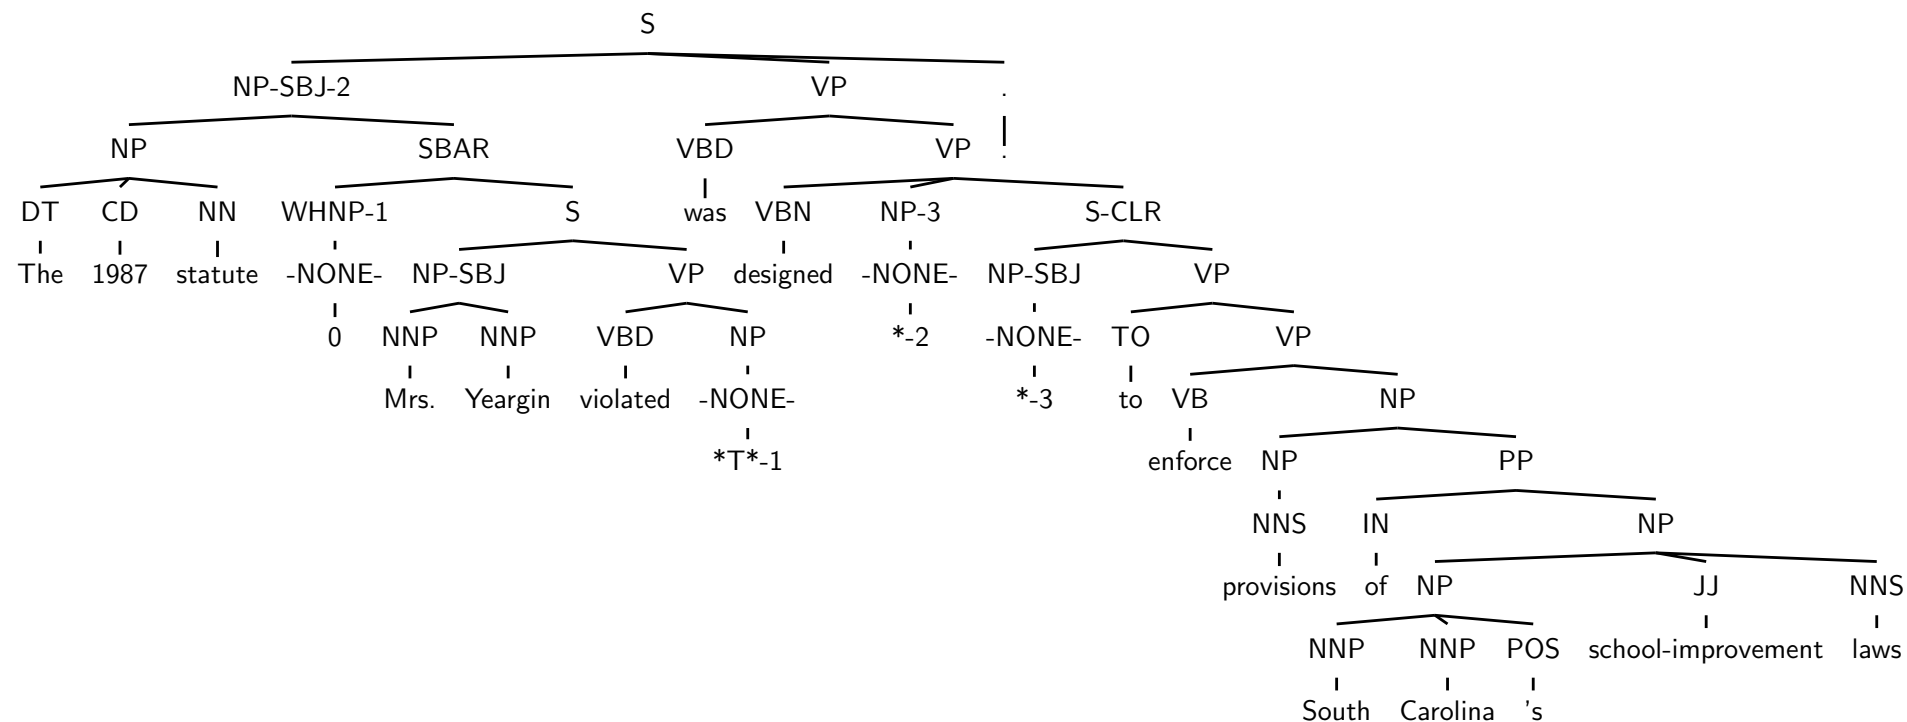 S
NP-SBJ-2 VP .
NP SBAR VBD VP .
DT CD NN WHNP-1 S was VBN NP-3 S-CLR
The 1987 statute -NONE- NP-SBJ VP designed -NONE- NP-SBJ VP
0 NNP NNP VBD NP *-2 -NONE- TO VP
Mrs. Yeargin violated -NONE- *-3 to VB NP
*T*-1 enforce NP PP
NNS IN NP
provisions of NP JJ NNS
NNP NNP POS school-improvement laws
South Carolina 's